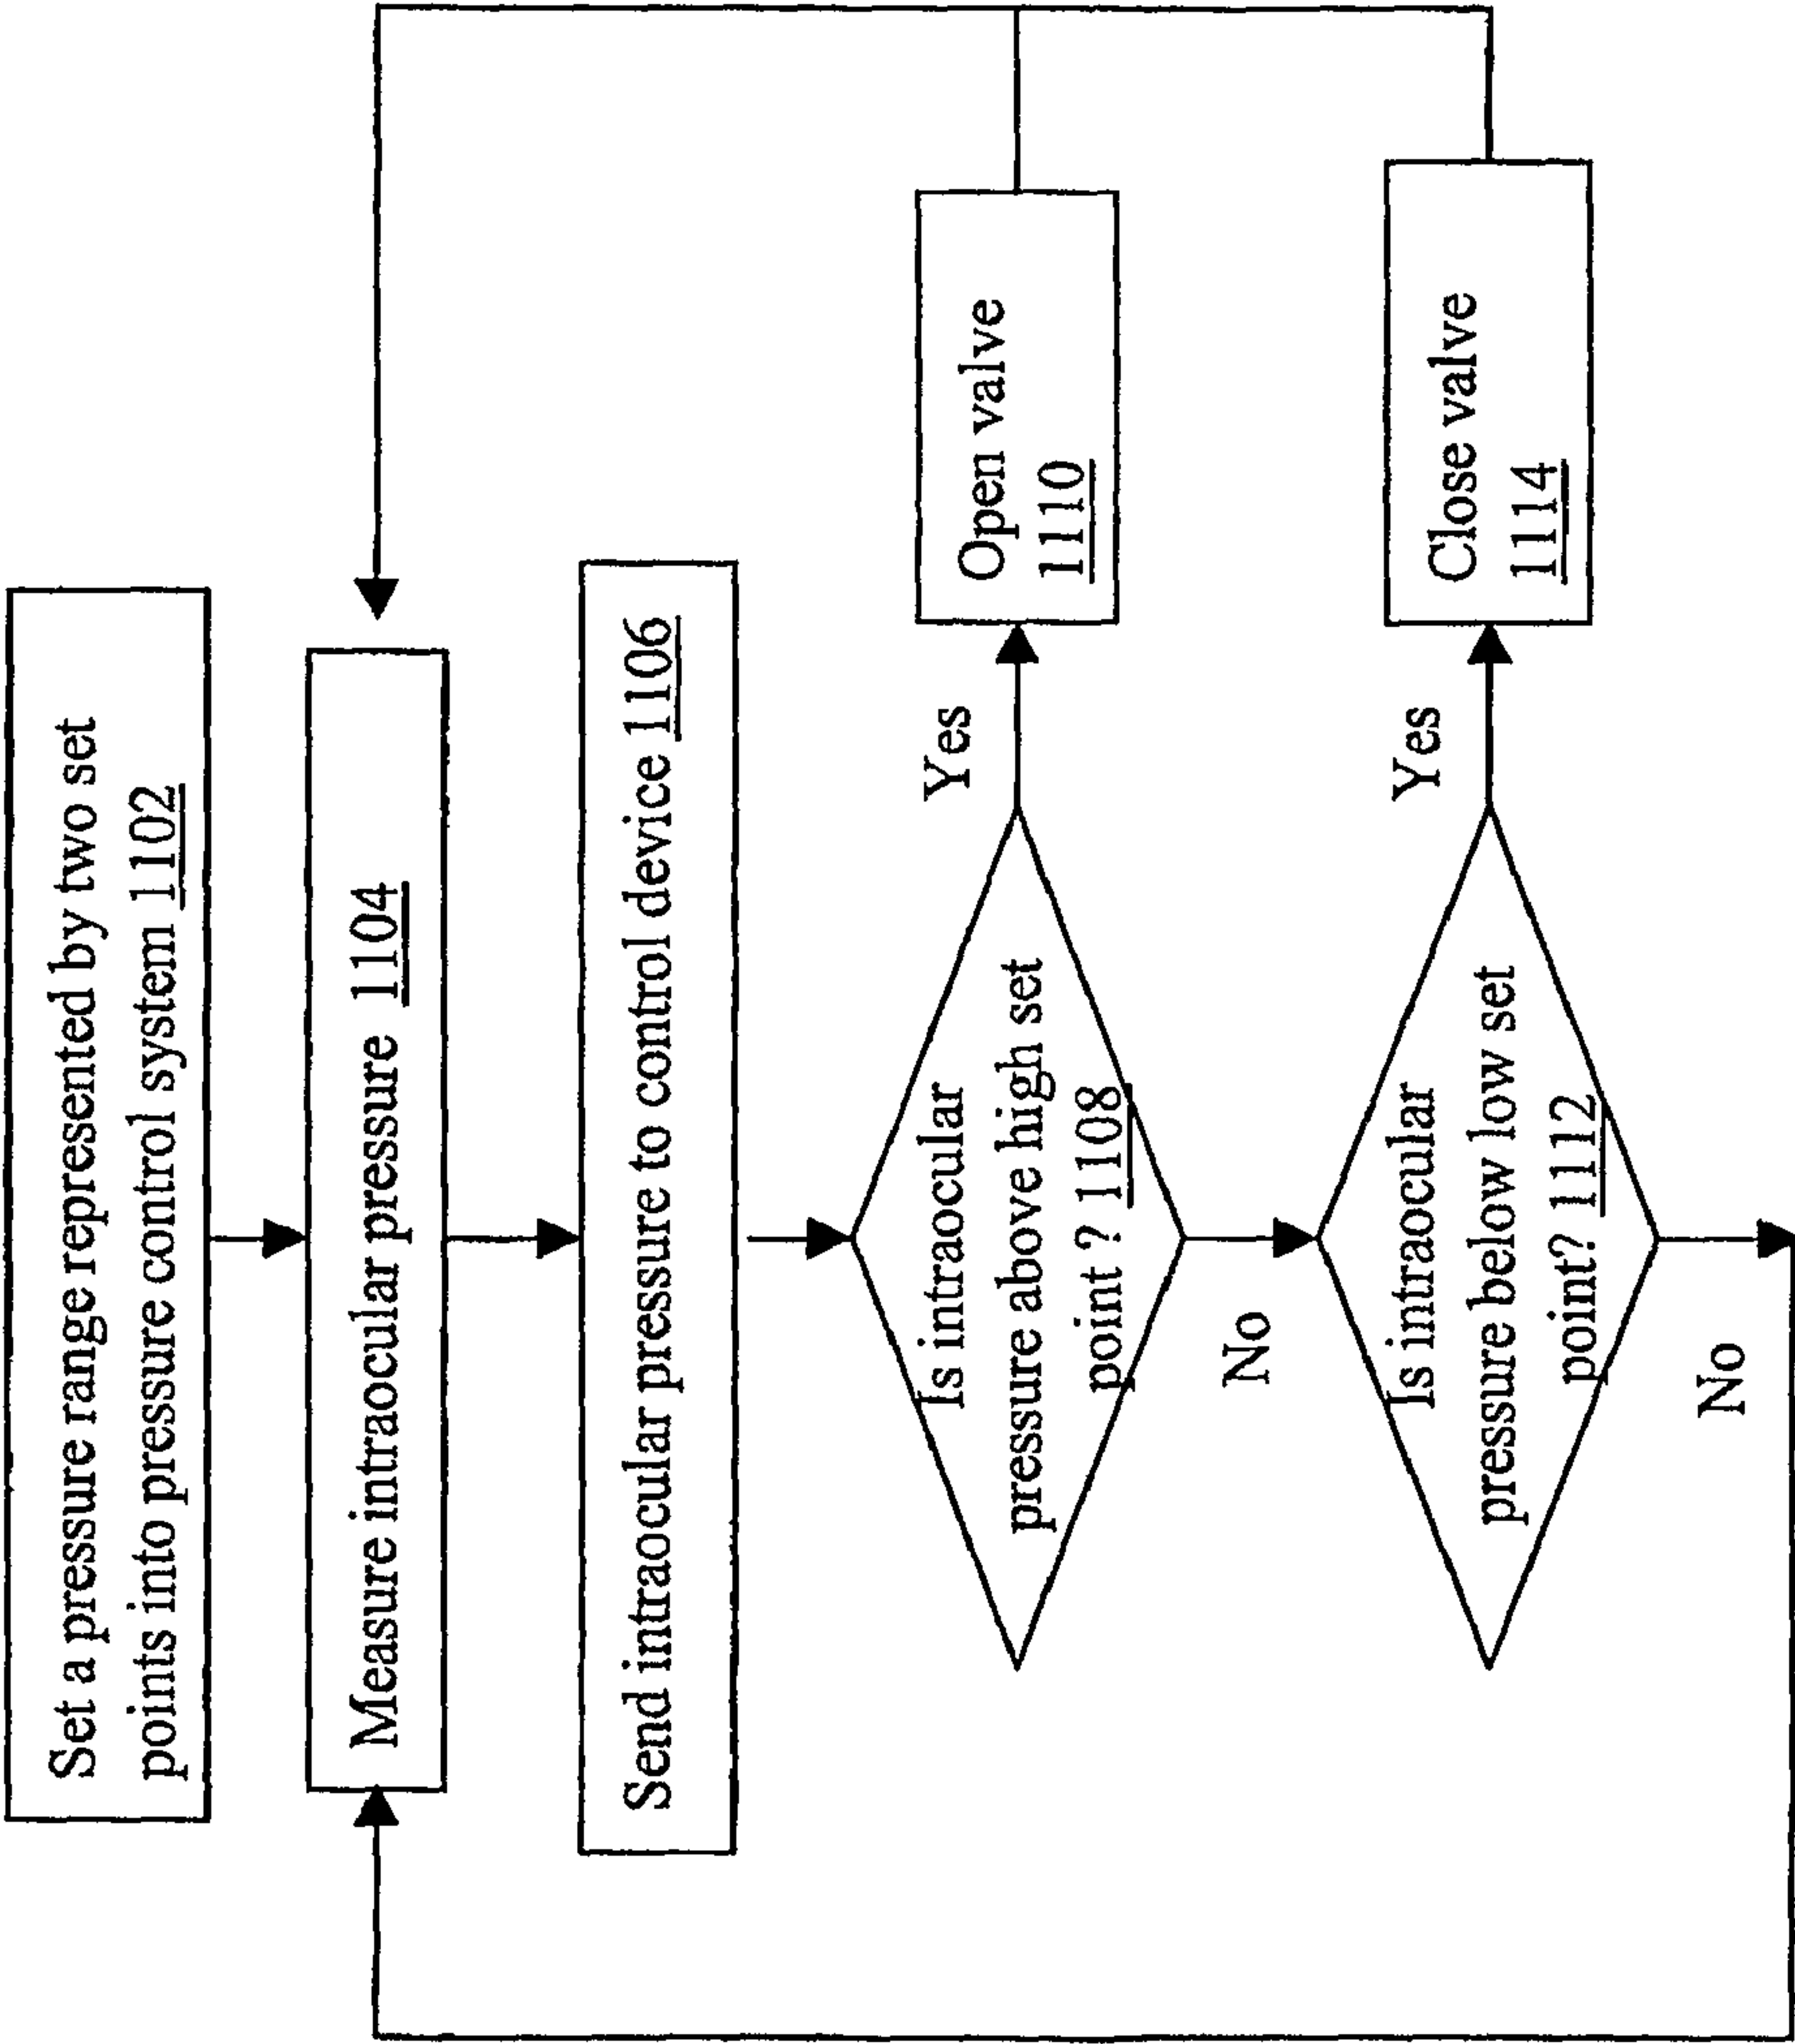 Set a pressure range represented by two set
points into pressure control system 1102
Measure intraocular pressure 1104
Send intraocular pressure to control device 1106
Is intraocular
pressure above high set
point ? 1108
Yes
Open valve
1110
No
Is intraocular
pressure below low set
point? 1112
Yes
Close valve
1114
No